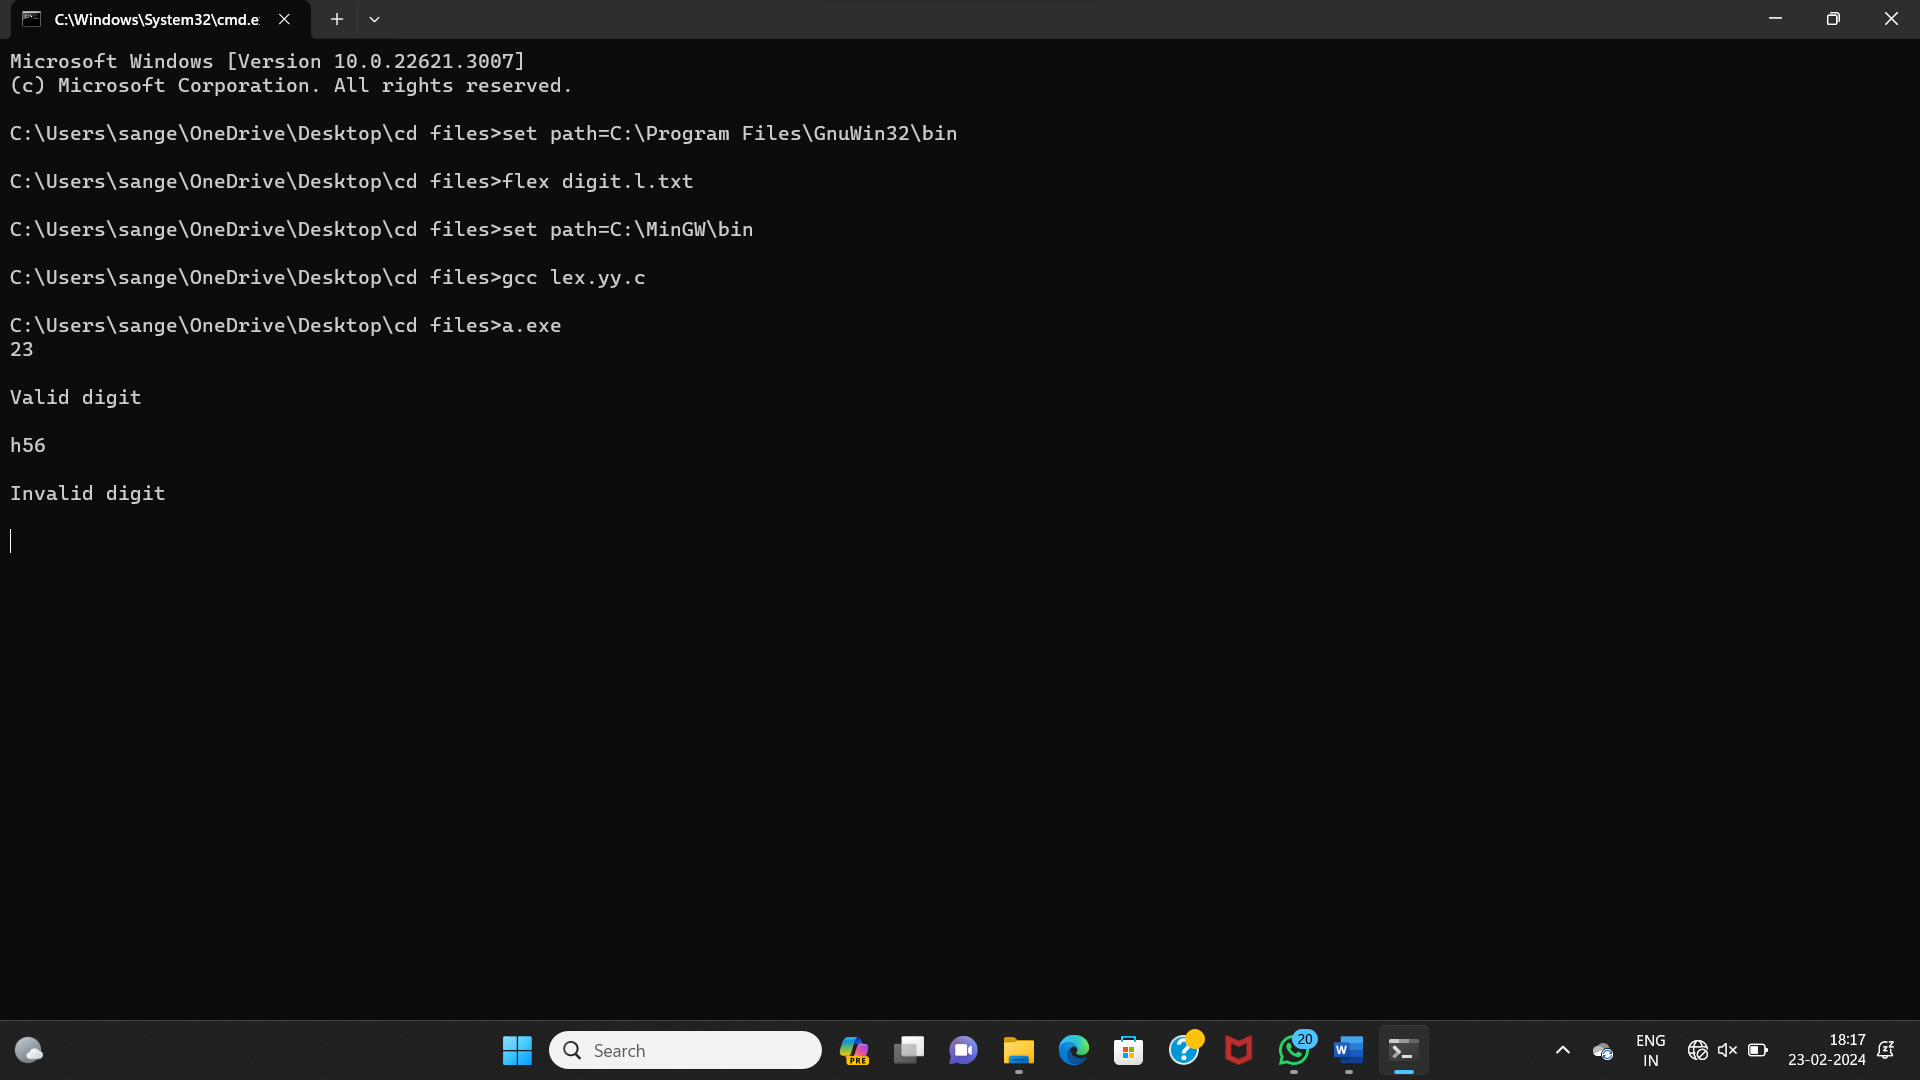 C:\Windows\System32\cmd.e
Microsoft Windows [Version 10.0.22621.3007]
(c) Microsoft Corporation. All rights reserved.
C:\Users\sange\OneDrive\Desktop\cd files>set path=C:\Program Files\GnuWin32\bin
C:\Users\sange\OneDrive\Desktop\cd files>flex digit.l.txt
C:\Users\sange\OneDrive\Desktop\cd files>set path=C:\MinGW\bin
C:\Users\sange\OneDrive\Desktop\cd files>gcc lex.yy.c
C:\Users\sange\OneDrive\Desktop\cd files>a.exe
23
Valid digit
h56
Invalid digit
Search
PRE
20
W
ENG
IN
18:17
23-02-2024